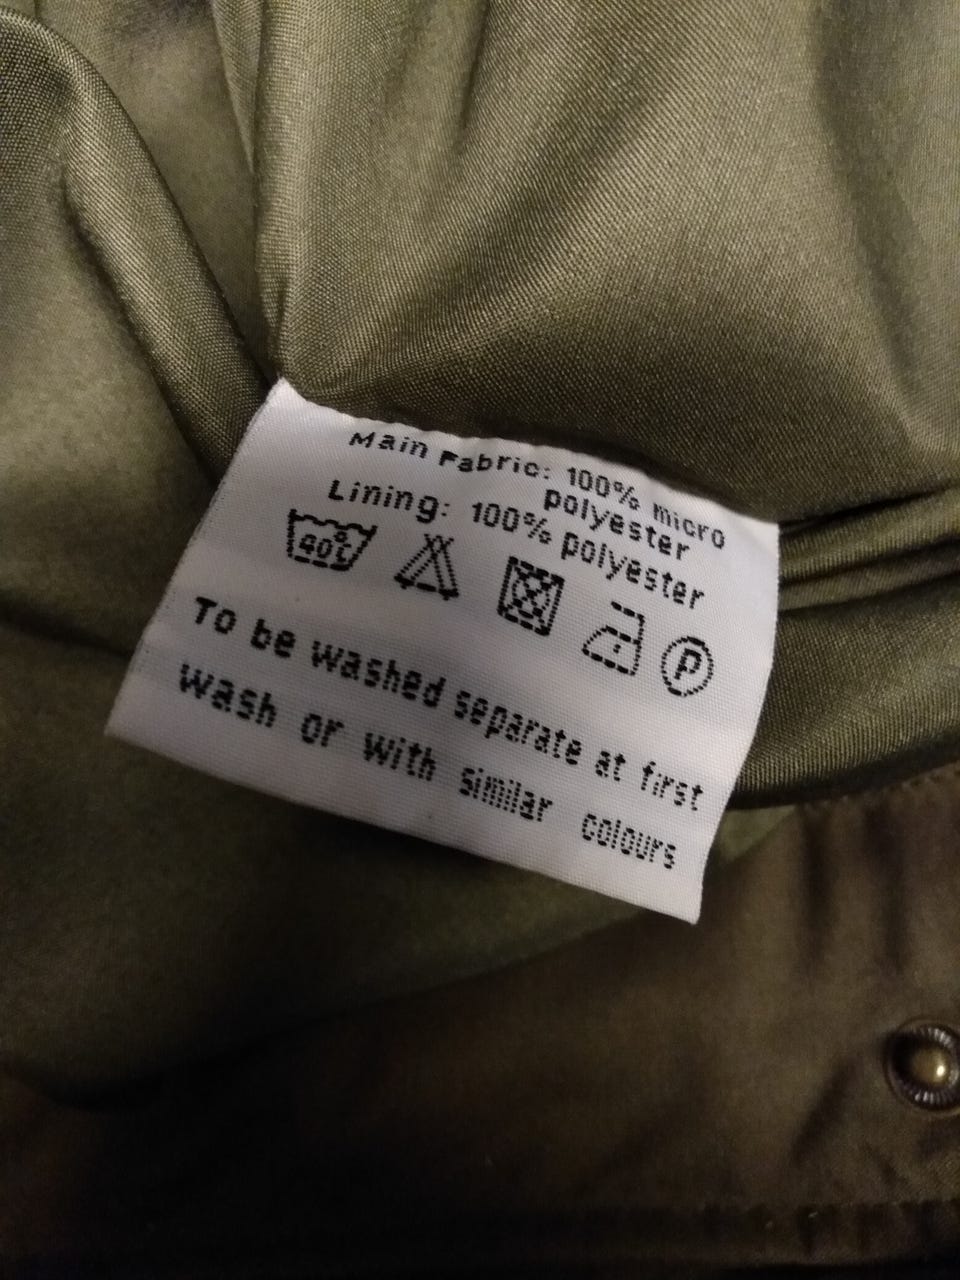 Main Fabric: 100% micro
polyester
Lining: 100% polyester
40°C
P
To be washed separate at first
wash or with similar colours